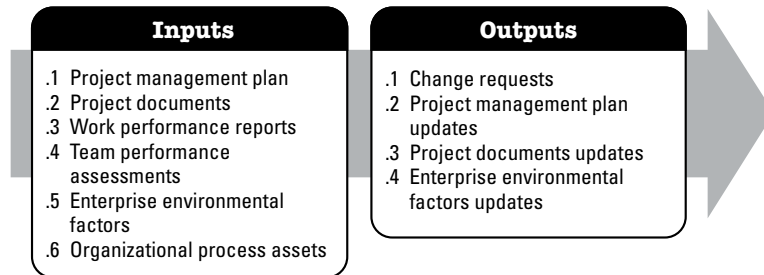 Inputs
.1 Project management plan
.2 Project documents
.3 Work performance reports
.4 Team performance
assessments
.5 Enterprise environmental
factors
.6 Organizational process assets
Outputs
.1 Change requests
.2 Project management plan
updates
.3 Project documents updates
.4 Enterprise environmental
factors updates